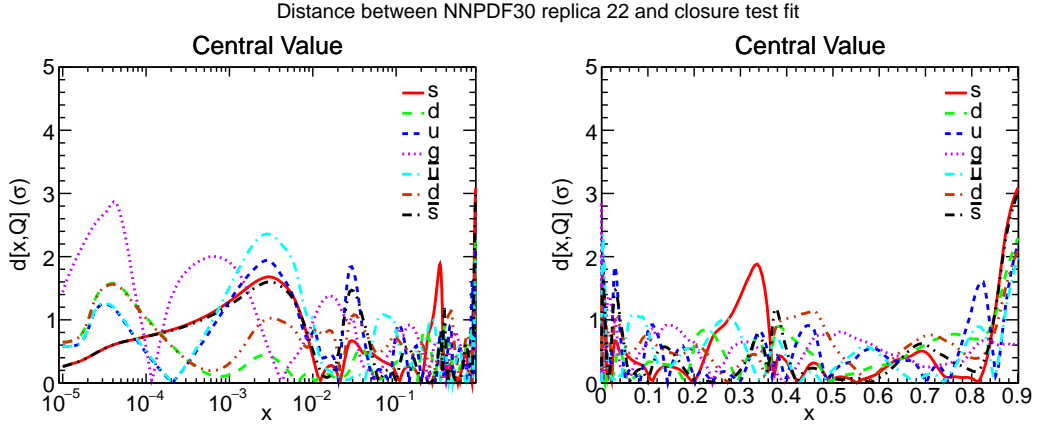 Distance between NNPDF30 replica 22 and closure test fit
Central Value
d[x,Q] (σ)
5
4
3
2
1
0
s
d
u
g
u̅
d̅
s̅
10⁻⁵ 10⁻⁴ 10⁻³ 10⁻² 10⁻¹
x
Central Value
d[x,Q] (σ)
5
4
3
2
1
0
s
d
u
g
u̅
d̅
s̅
0 0.1 0.2 0.3 0.4 0.5 0.6 0.7 0.8 0.9
x